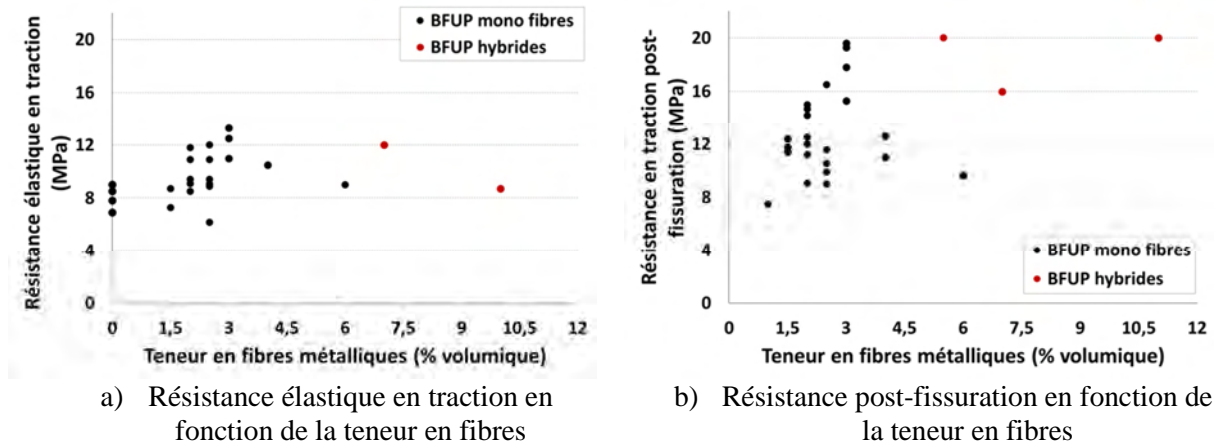 Résistance élastique en traction
(MPa)
20
16
12
8
4
0
BFUP mono fibres
BFUP hybrides
0 1,5 3 4,5 6 7,5 9 10,5 12
Teneur en fibres métalliques (% volumique)
a) Résistance élastique en traction en
fonction de la teneur en fibres
Résistance en traction post-
fissuration (MPa)
20
16
12
8
4
0
BFUP mono fibres
BFUP hybrides
0 1,5 3 4,5 6 7,5 9 10,5 12
Teneur en fibres métalliques (% volumique)
b) Résistance post-fissuration en fonction de
la teneur en fibres